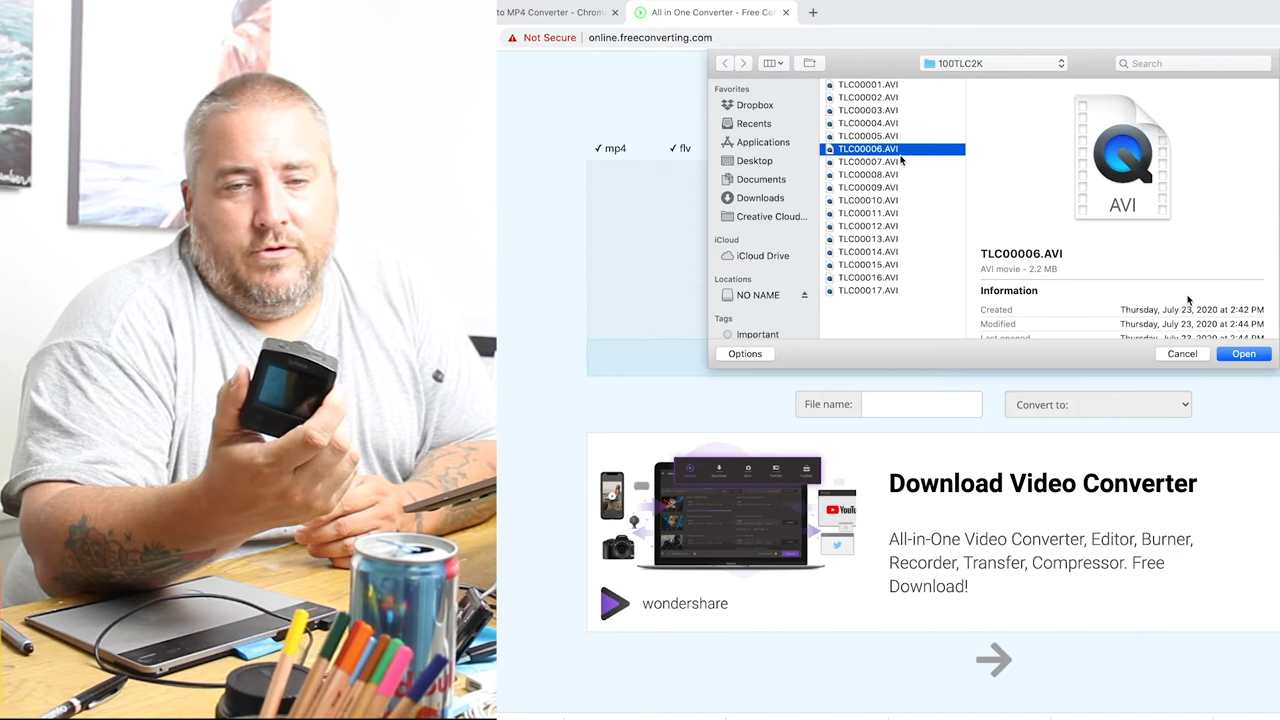 to MP4 Converter - Chrom
All in One Converter - Free Co
Not Secure
online.freeconverting.com
100TLC2K
Search
Favorites
Dropbox
Recents
Applications
Desktop
Documents
Downloads
Creative Cloud...
iCloud
iCloud Drive
Locations
NO NAME
Tags
Important
TLC00001.AVI
TLC00002.AVI
TLC00003.AVI
TLC00004.AVI
TLC00005.AVI
TLC00006.AVI
TLC00007.AVI
TLC00008.AVI
TLC00009.AVI
TLC00010.AVI
TLC00011.AVI
TLC00012.AVI
TLC00013.AVI
TLC00014.AVI
TLC00015.AVI
TLC00016.AVI
TLC00017.AVI
AVI
TLC00006.AVI
AVI movie - 2.2 MB
Information
Created Thursday, July 23, 2020 at 2:42 PM
Modified Thursday, July 23, 2020 at 2:44 PM
Options
Cancel
Open
✓ mp4
✓ flv
File name:
Convert to:
YouTu
Download Video Converter
All-in-One Video Converter, Editor, Burner,
Recorder, Transfer, Compressor. Free
Download!
wondershare